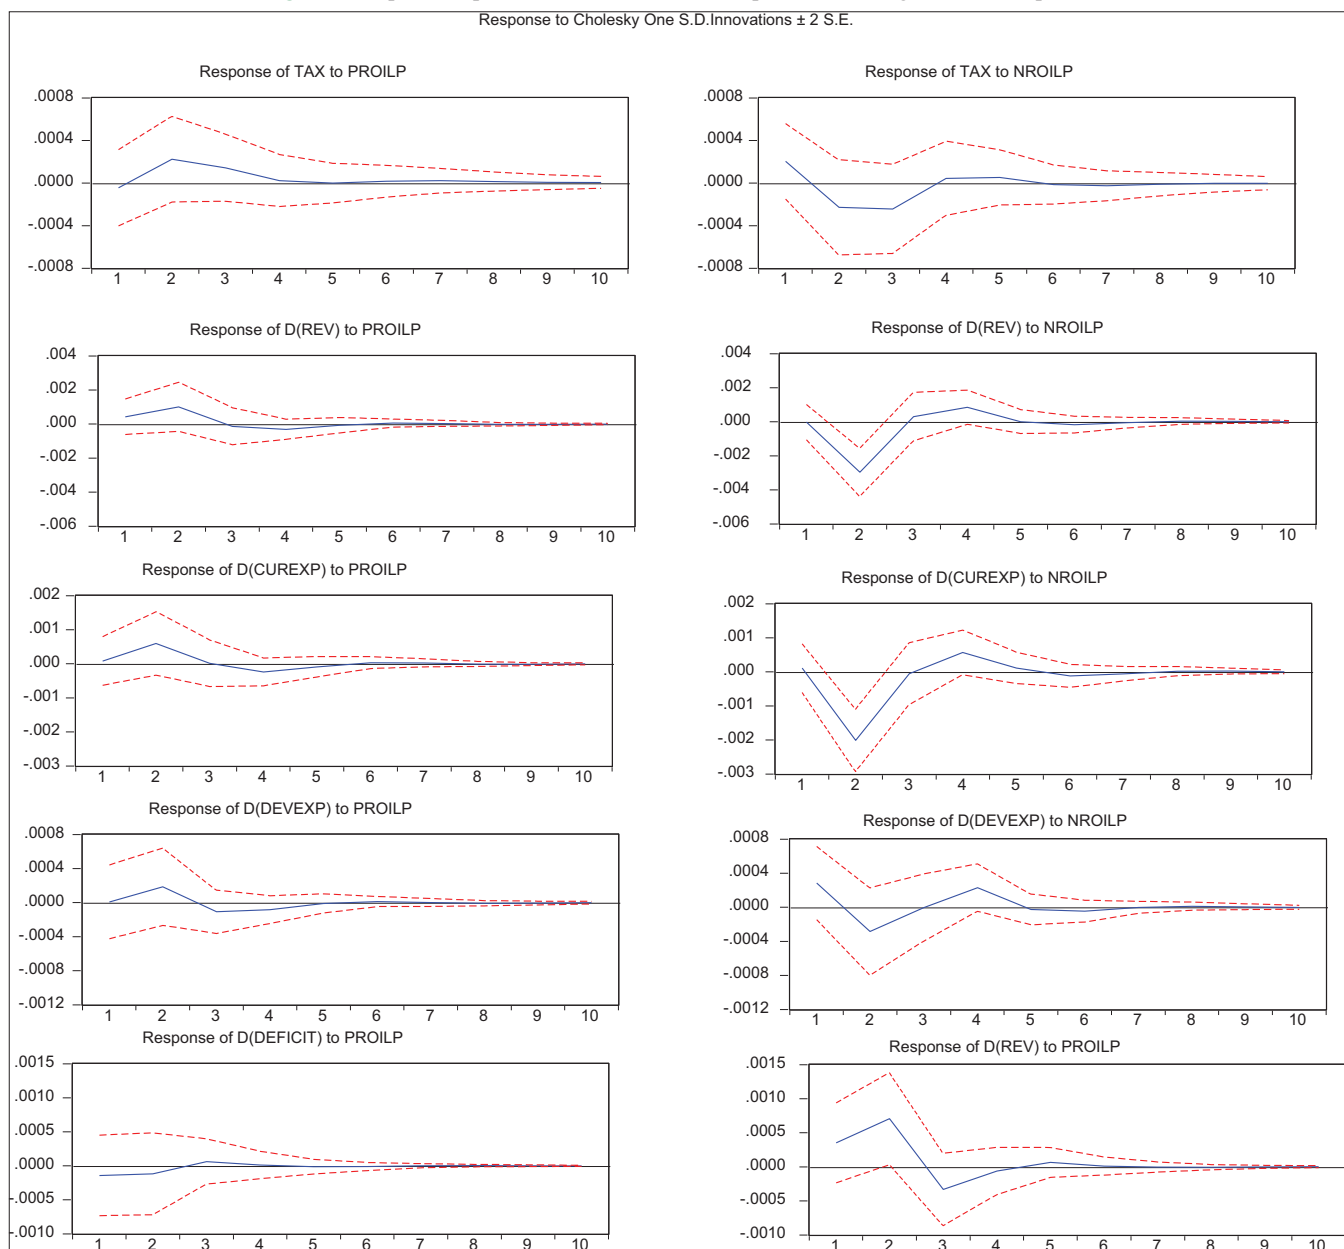 Response to Cholesky One S.D.Innovations ± 2 S.E.
Response of TAX to PROILP
.0008
.0004
.0000
-.0004
-.0008
1 2 3 4 5 6 7 8 9 10
Response of TAX to NROILP
.0008
.0004
.0000
-.0004
-.0008
1 2 3 4 5 6 7 8 9 10
Response of D(REV) to PROILP
.004
.002
.000
-.002
-.004
-.006
1 2 3 4 5 6 7 8 9 10
Response of D(REV) to NROILP
.004
.002
.000
-.002
-.004
-.006
1 2 3 4 5 6 7 8 9 10
Response of D(CUREXP) to PROILP
.002
.001
.000
-.001
-.002
-.003
1 2 3 4 5 6 7 8 9 10
Response of D(CUREXP) to NROILP
.002
.001
.000
-.001
-.002
-.003
1 2 3 4 5 6 7 8 9 10
Response of D(DEVEXP) to PROILP
.0008
.0004
.0000
-.0004
-.0008
-.0012
1 2 3 4 5 6 7 8 9 10
Response of D(DEVEXP) to NROILP
.0008
.0004
.0000
-.0004
-.0008
-.0012
1 2 3 4 5 6 7 8 9 10
Response of D(DEFICIT) to PROILP
.0015
.0010
.0005
.0000
-.0005
-.0010
1 2 3 4 5 6 7 8 9 10
Response of D(REV) to PROILP
.0015
.0010
.0005
.0000
-.0005
-.0010
1 2 3 4 5 6 7 8 9 10